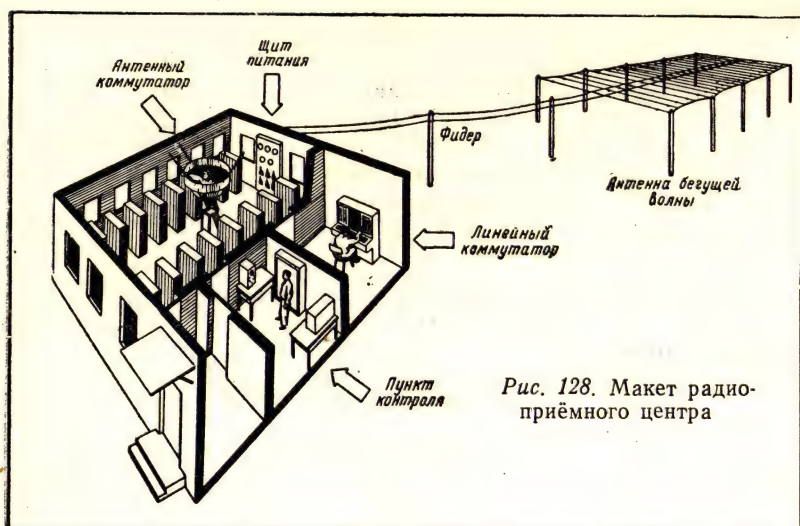 Щит
питания
Антенный
коммутатор
Фидер
Антенна бегущей
волны
Линейный
коммутатор
Пункт
контроля
Рис. 128. Макет радио-
приёмного центра